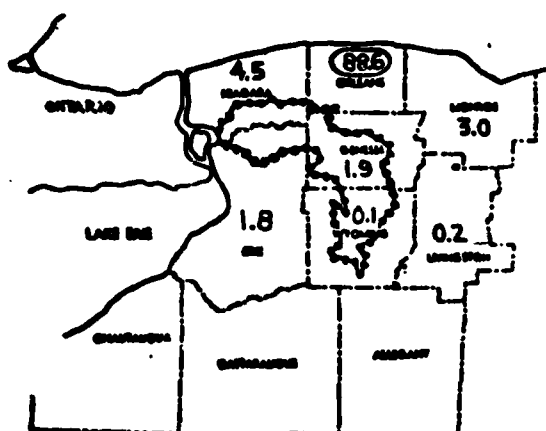 4.5
NIAGARA
88.6
ORLEANS
ONTARIO
MONROE
3.0
GENESEE
1.9
1.8
ERIE
0.1
WYOMING
0.2
LIVINGSTON
LAKE ERIE
CHAUTAUQUA
CATTARAUGUS
ALLEGANY